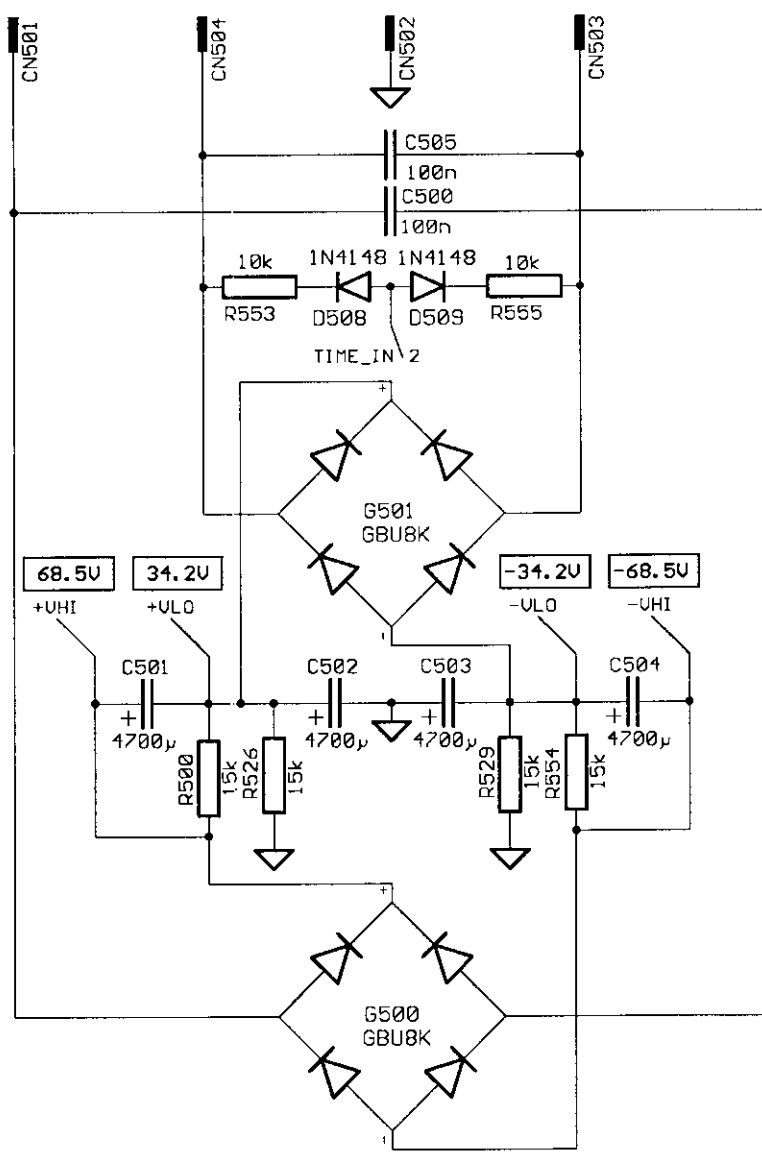 CN501
CN504
CN502
CN503
C505
100n
C500
100n
10k
1N4148
1N4148
10k
R553
D508
D509
R555
TIME_IN 2
+
G501
GBU8K
68.5V
34.2V
-34.2V
-68.5V
+VHI
+VLO
-VLO
-VHI
C501
C502
C503
C504
+
+
+
+
4700µ
4700µ
4700µ
4700µ
R500
15k
R526
15k
R529
15k
R554
15k
+
G500
GBU8K